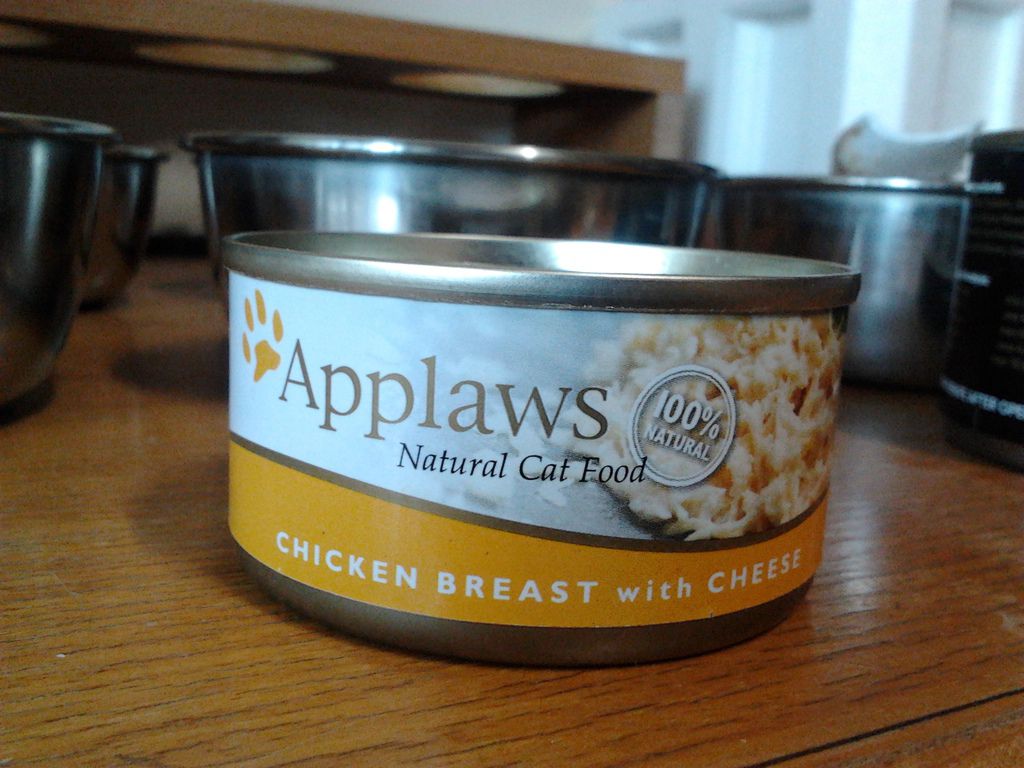 Applaws
Natural Cat Food
100%
NATURAL
CHICKEN BREAST with CHEESE